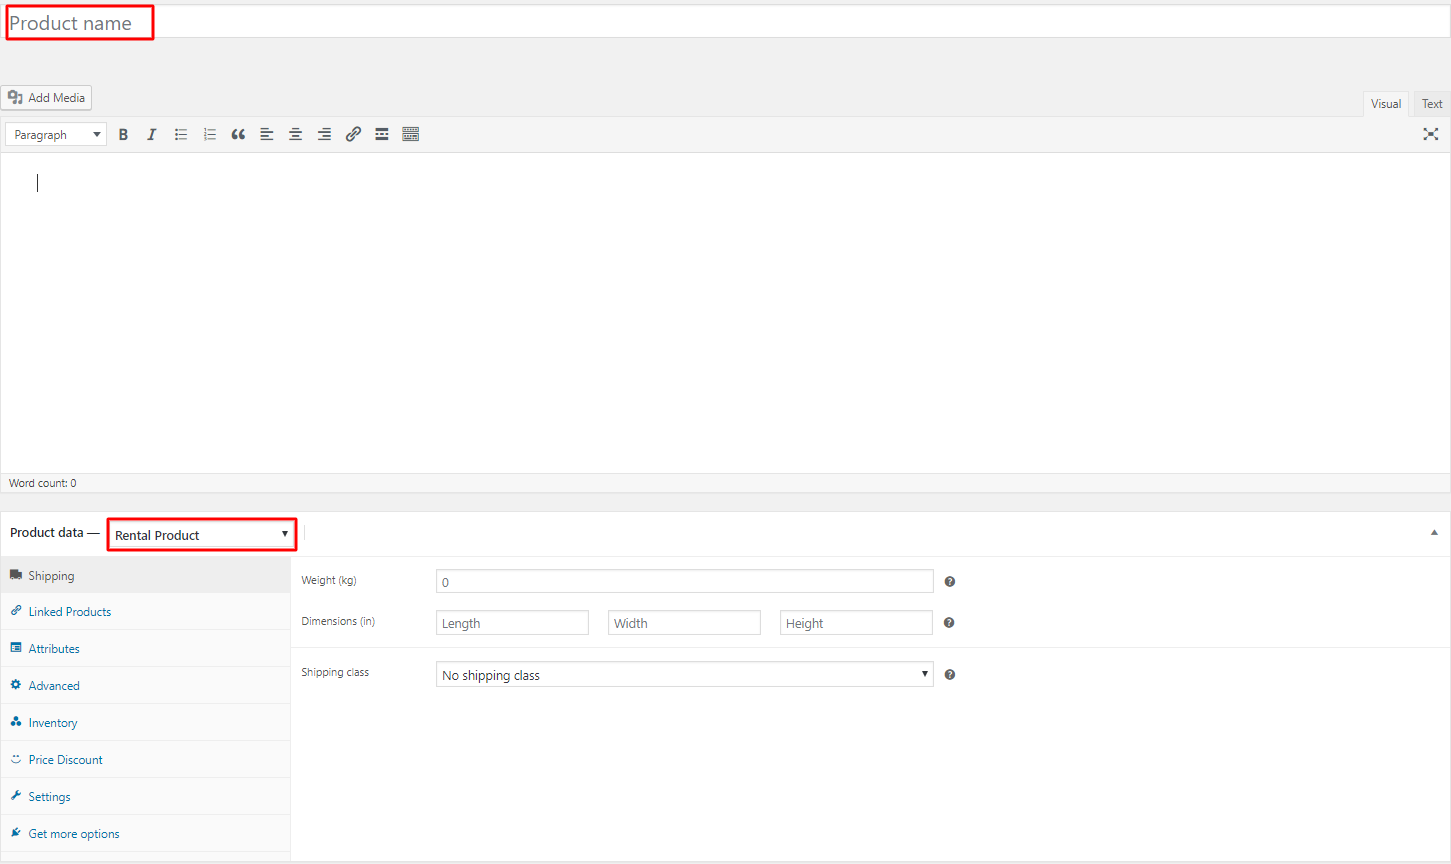 Product name
Add Media
Visual Text
Paragraph
Word count: 0
Product data — Rental Product
Shipping
Linked Products
Attributes
Advanced
Inventory
Price Discount
Settings
Get more options
Weight (kg) 0
Dimensions (in) Length Width Height
Shipping class No shipping class